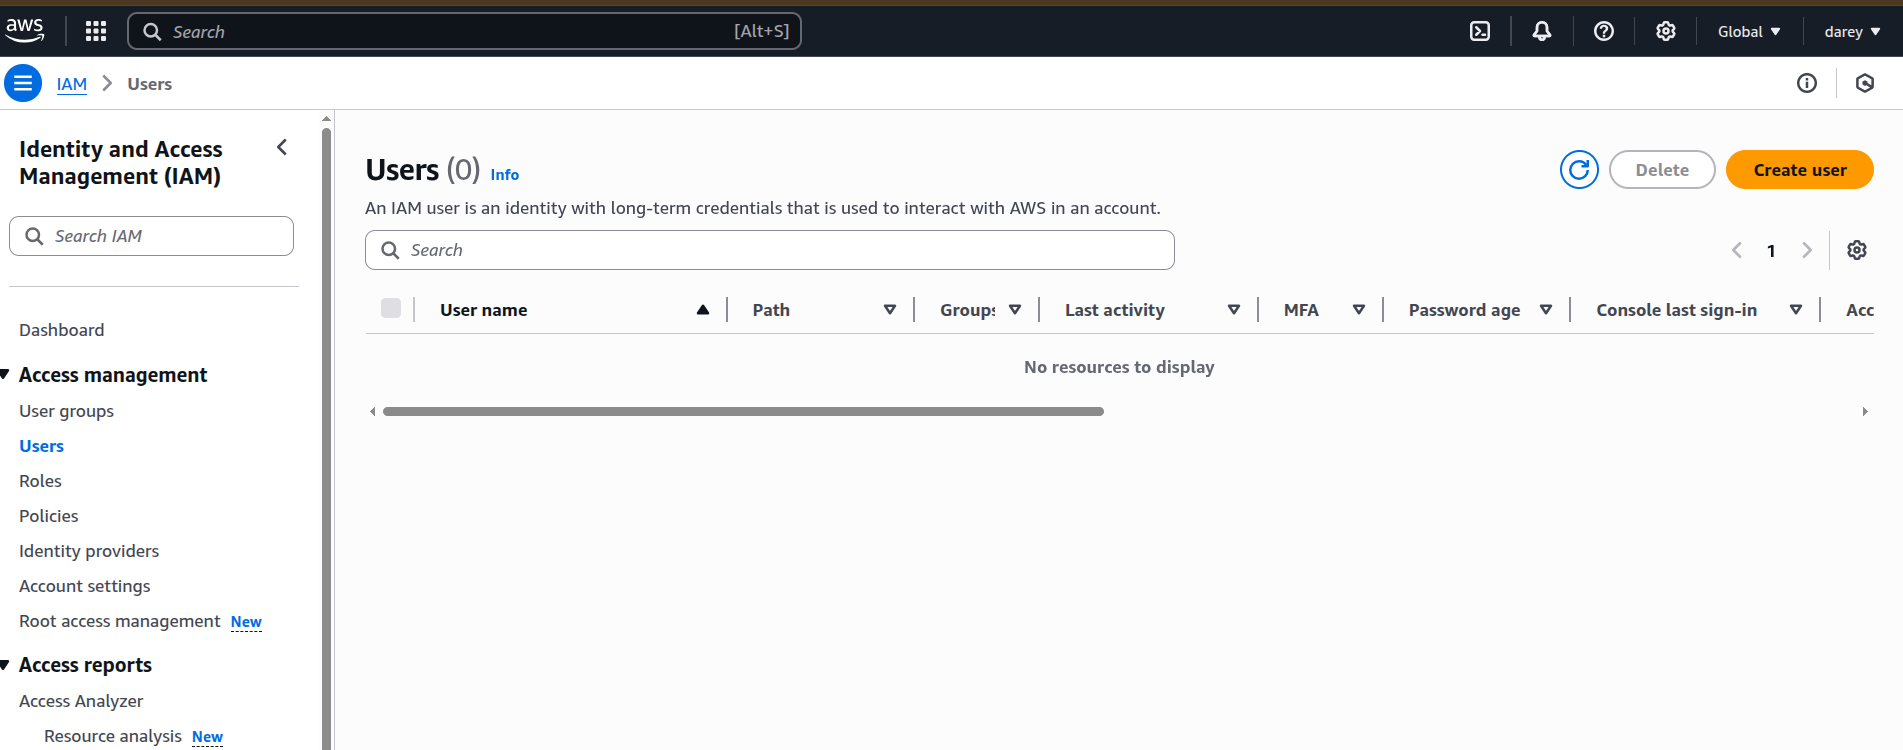 aws
Search [Alt+S]
Global
darey
IAM
Users
Identity and Access
Management (IAM)
Search IAM
Dashboard
Access management
User groups
Users
Roles
Policies
Identity providers
Account settings
Root access management New
Access reports
Access Analyzer
Resource analysis New
Users (0) Info
Delete
Create user
An IAM user is an identity with long-term credentials that is used to interact with AWS in an account.
Search
1
User name Path Groups Last activity MFA Password age Console last sign-in Acc
No resources to display